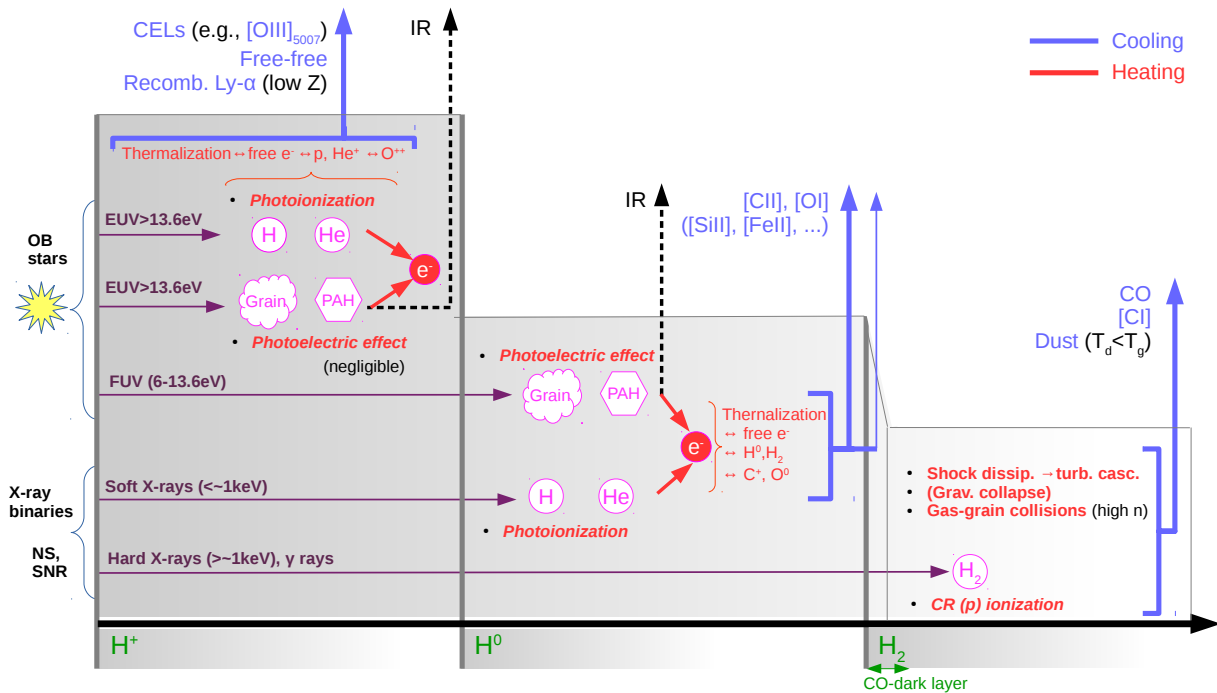 CELs (e.g., [OIII]5007)
Free-free
Recomb. Ly-α (low Z)
IR
Cooling
Heating
Thermalization ↔ free e- ↔ p, He+ ↔ O++
• Photoionization
EUV>13.6eV
H
He
OB
stars
e-
EUV>13.6eV
Grain
PAH
• Photoelectric effect
(negligible)
IR
[CII], [OI]
([SiII], [FeII], ...)
CO
[CI]
Dust (Td<Tg)
• Photoelectric effect
FUV (6-13.6eV)
Grain
PAH
e-
Thernalization
↔ free e-
↔ H0,H2
↔ C+, O0
X-ray
binaries
NS,
SNR
Soft X-rays (<~1keV)
H
He
• Photoionization
• Shock dissip. →turb. casc.
• (Grav. collapse)
• Gas-grain collisions (high n)
Hard X-rays (>~1keV), γ rays
H2
• CR (p) ionization
H+
H0
H2
CO-dark layer